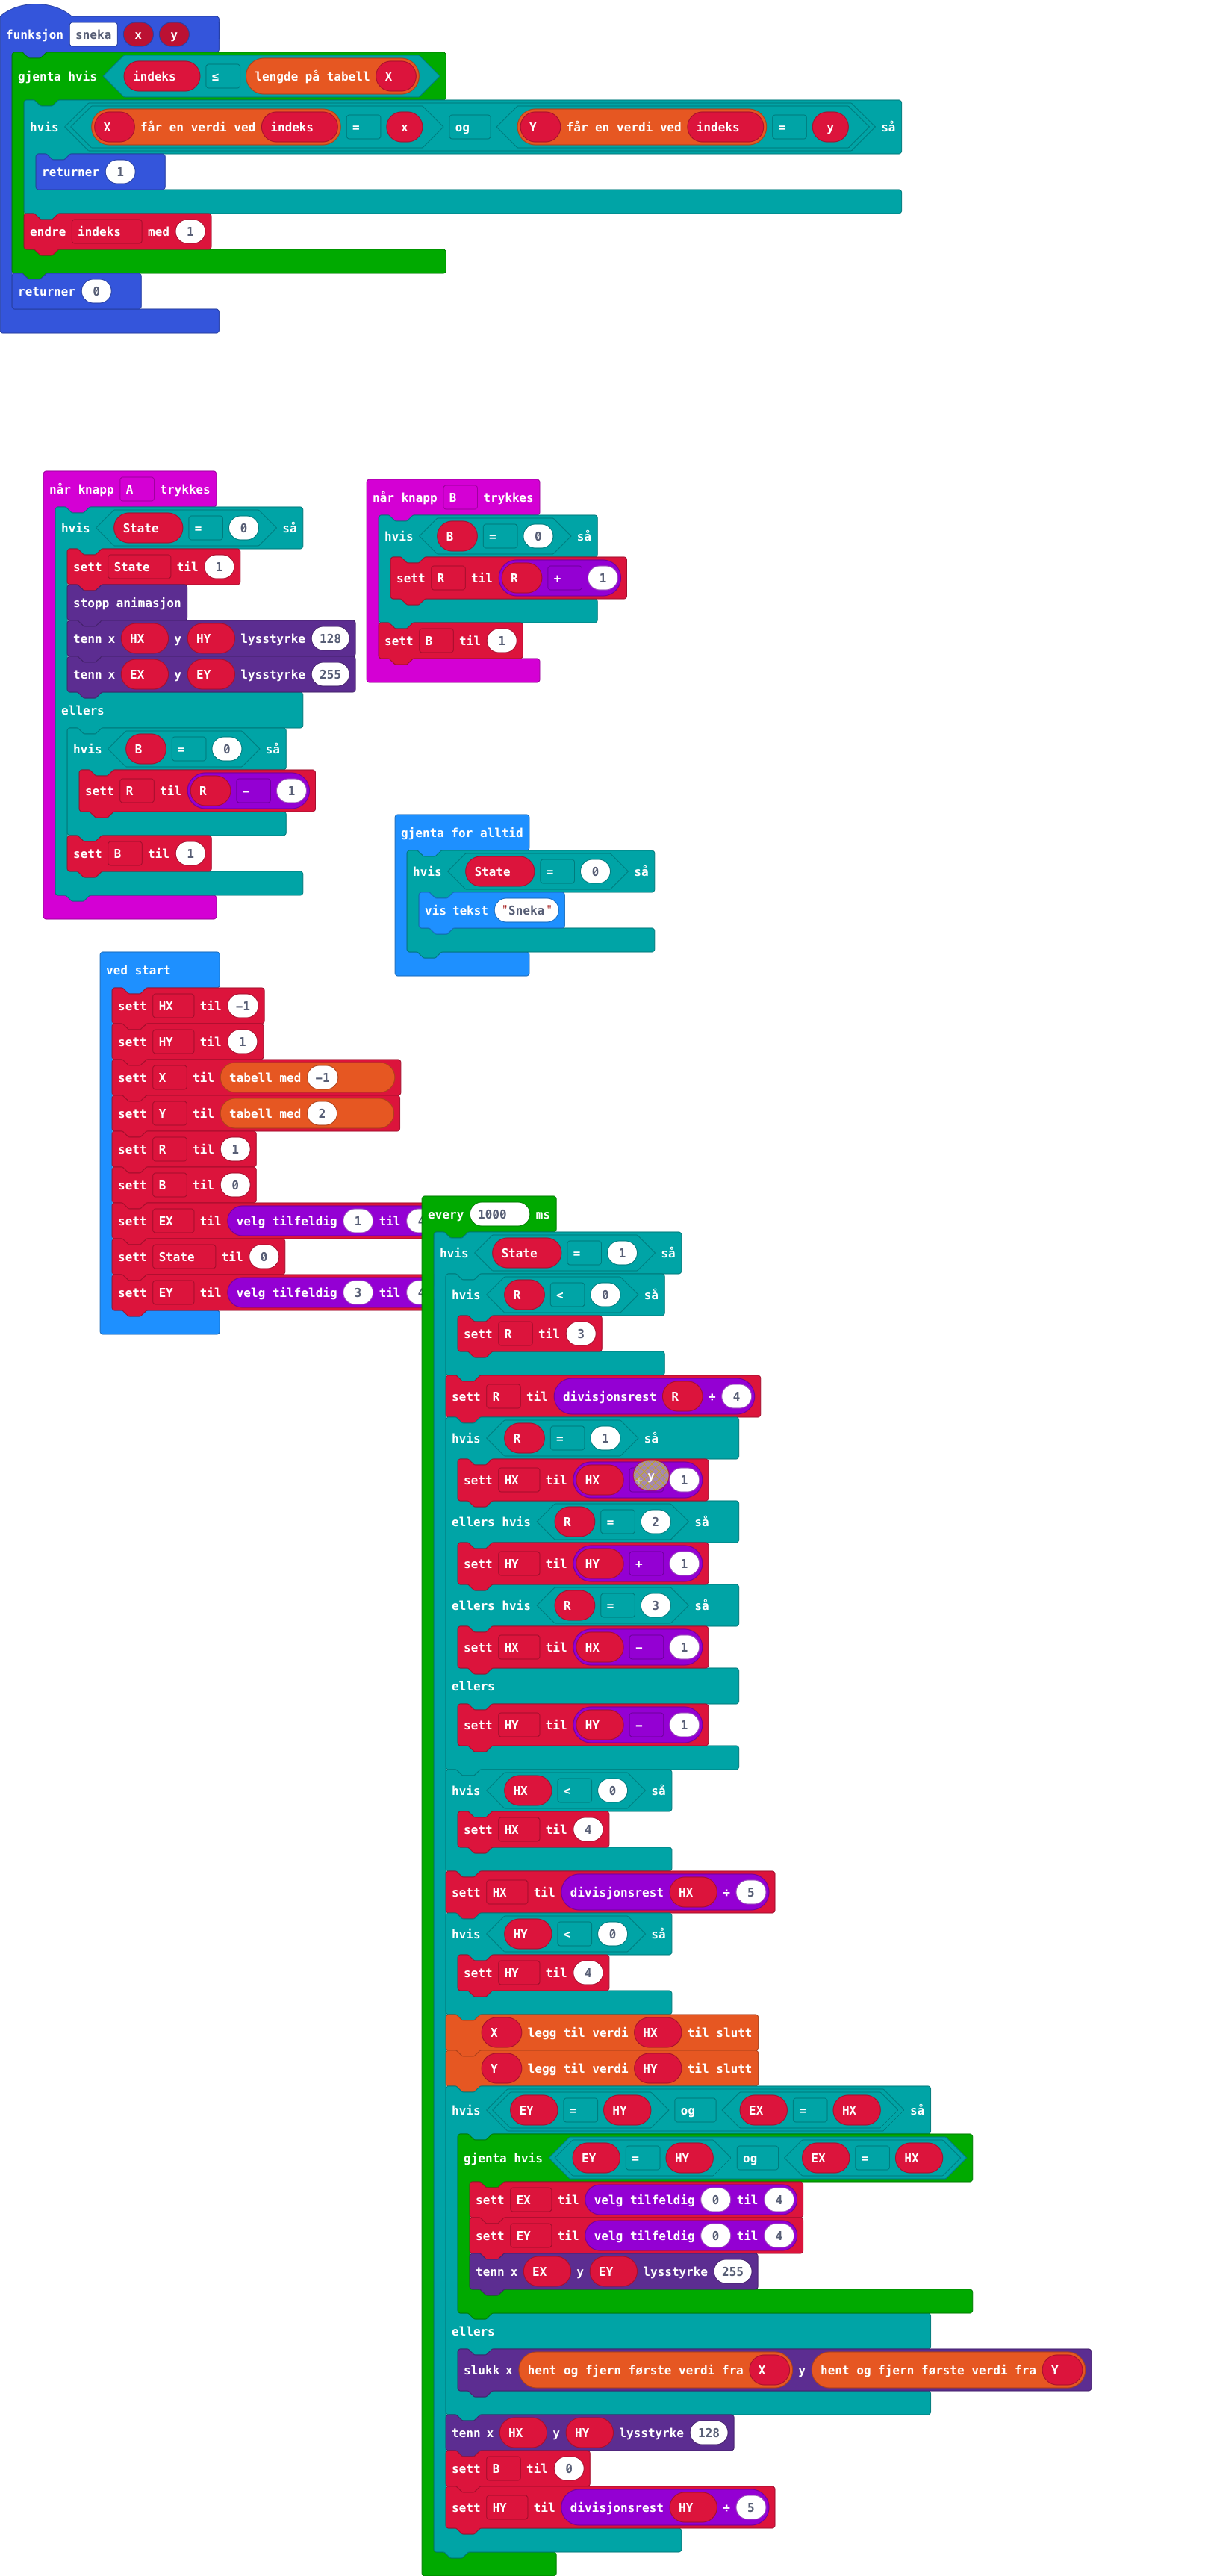 funksjon sneka x y
gjenta hvis indeks ≤ lengde på tabell X
hvis X får en verdi ved indeks = x og Y får en verdi ved indeks = y så
returner 1
endre indeks med 1
returner 0
når knapp A trykkes
hvis State = 0 så
sett State til 1
stopp animasjon
tenn x HX y HY lysstyrke 128
tenn x EX y EY lysstyrke 255
ellers
hvis B = 0 så
sett R til R - 1
sett B til 1
når knapp B trykkes
hvis B = 0 så
sett R til R + 1
sett B til 1
gjenta for alltid
hvis State = 0 så
vis tekst "Sneka"
ved start
sett HX til -1
sett HY til 1
sett X til tabell med -1
sett Y til tabell med 2
sett R til 1
sett B til 0
sett EX til velg tilfeldig 1 til
sett State til 0
sett EY til velg tilfeldig 3 til
every 1000 ms
hvis State = 1 så
hvis R < 0 så
sett R til 3
sett R til divisjonsrest R ÷ 4
hvis R = 1 så
sett HX til HX y 1
ellers hvis R = 2 så
sett HY til HY + 1
ellers hvis R = 3 så
sett HX til HX - 1
ellers
sett HY til HY - 1
hvis HX < 0 så
sett HX til 4
sett HX til divisjonsrest HX ÷ 5
hvis HY < 0 så
sett HY til 4
X legg til verdi HX til slutt
Y legg til verdi HY til slutt
hvis EY = HY og EX = HX så
gjenta hvis EY = HY og EX = HX
sett EX til velg tilfeldig 0 til 4
sett EY til velg tilfeldig 0 til 4
tenn x EX y EY lysstyrke 255
ellers
slukk x hent og fjern første verdi fra X y hent og fjern første verdi fra Y
tenn x HX y HY lysstyrke 128
sett B til 0
sett HY til divisjonsrest HY ÷ 5